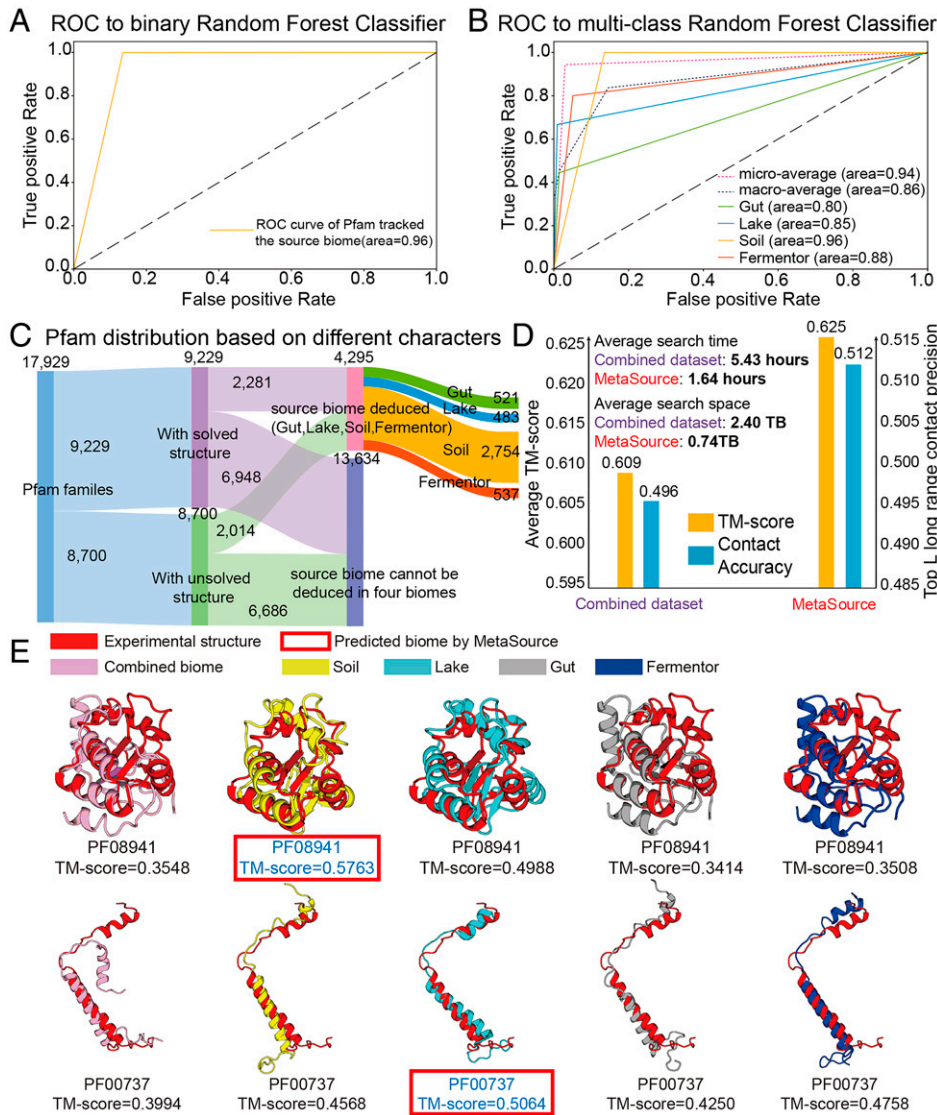 A ROC to binary Random Forest Classifier
True positive Rate
1.0
0.8
0.6
0.4
0.2
0.0
ROC curve of Pfam tracked
the source biome(area=0.96)
0.0 0.2 0.4 0.6 0.8 1.0
False positive Rate
B ROC to multi-class Random Forest Classifier
True positive Rate
1.0
0.8
0.6
0.4
0.2
0.0
micro-average (area=0.94)
macro-average (area=0.86)
Gut (area=0.80)
Lake (area=0.85)
Soil (area=0.96)
Fermentor (area=0.88)
0.0 0.2 0.4 0.6 0.8 1.0
False positive Rate
C Pfam distribution based on different characters
17,929
9,229
4,295
2,281
9,229
With solved
structure
6,948
Pfam familes
8,700
2,014
8,700
With unsolved
structure
6,686
source biome deduced
(Gut,Lake,Soil,Fermentor)
13,634
source biome cannot be
deduced in four biomes
Gut
521
Lake
483
Soil
2,754
Fermentor
537
D
Average TM-score
0.625
0.620
0.615
0.610
0.605
0.600
0.595
Average search time
Combined dataset: 5.43 hours
MetaSource: 1.64 hours
Average search space
Combined dataset: 2.40 TB
MetaSource: 0.74TB
0.609
0.496
0.625
0.512
TM-score
Contact
Accuracy
Combined dataset
MetaSource
0.515
0.510
0.505
0.500
0.495
0.490
0.485
Top L long range contact precision
E
Experimental structure
Predicted biome by MetaSource
Combined biome
Soil
Lake
Gut
Fermentor
PF08941
TM-score=0.3548
PF08941
TM-score=0.5763
PF08941
TM-score=0.4988
PF08941
TM-score=0.3414
PF08941
TM-score=0.3508
PF00737
TM-score=0.3994
PF00737
TM-score=0.4568
PF00737
TM-score=0.5064
PF00737
TM-score=0.4250
PF00737
TM-score=0.4758